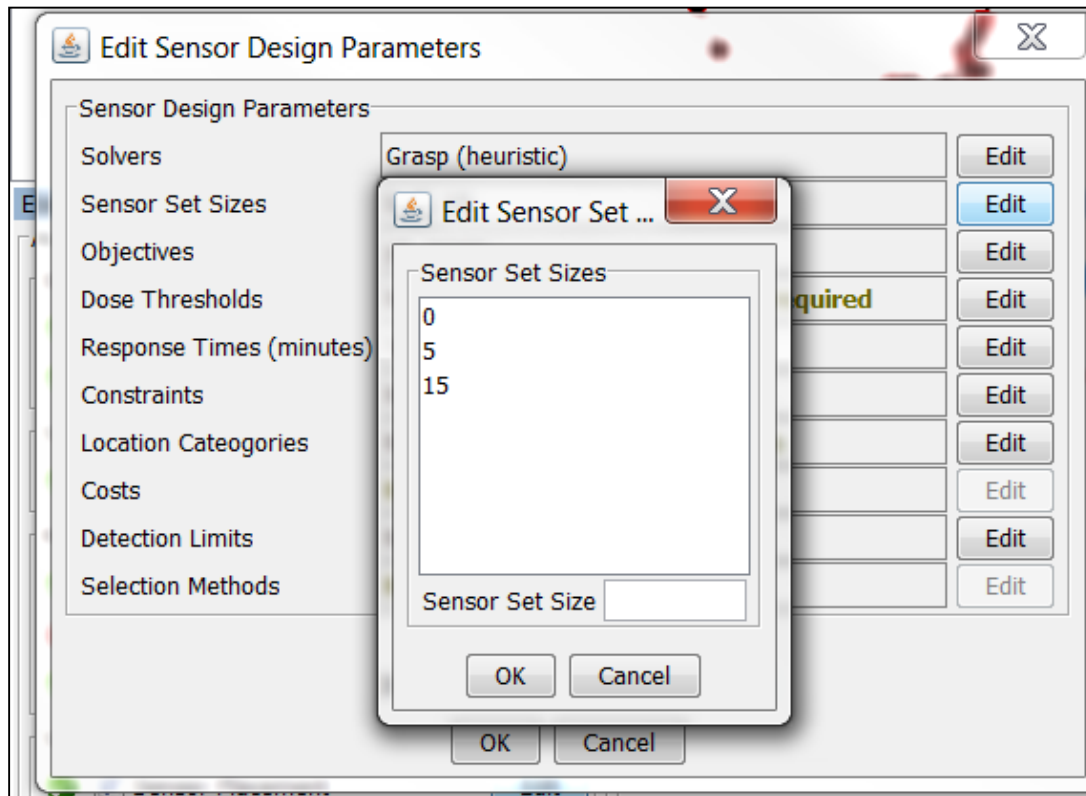 Edit Sensor Design Parameters
Sensor Design Parameters
Solvers Grasp (heuristic) Edit
Sensor Set Sizes Edit
Objectives Edit
Dose Thresholds equired Edit
Response Times (minutes) Edit
Constraints Edit
Location Cateogories Edit
Costs Edit
Detection Limits Edit
Selection Methods Edit
OK Cancel
Edit Sensor Set ...
Sensor Set Sizes
0
5
15
Sensor Set Size
OK Cancel